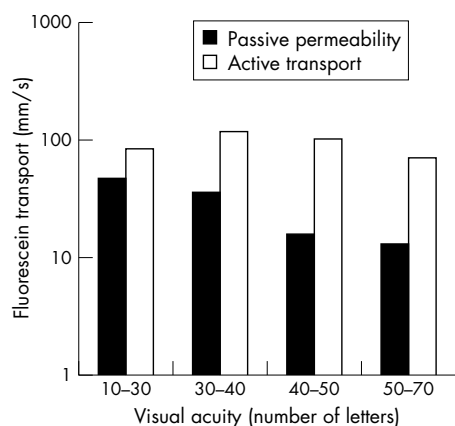 1000
100
10
1
Fluorescein transport (mm/s)
Passive permeability
Active transport
10–30
30–40
40–50
50–70
Visual acuity (number of letters)